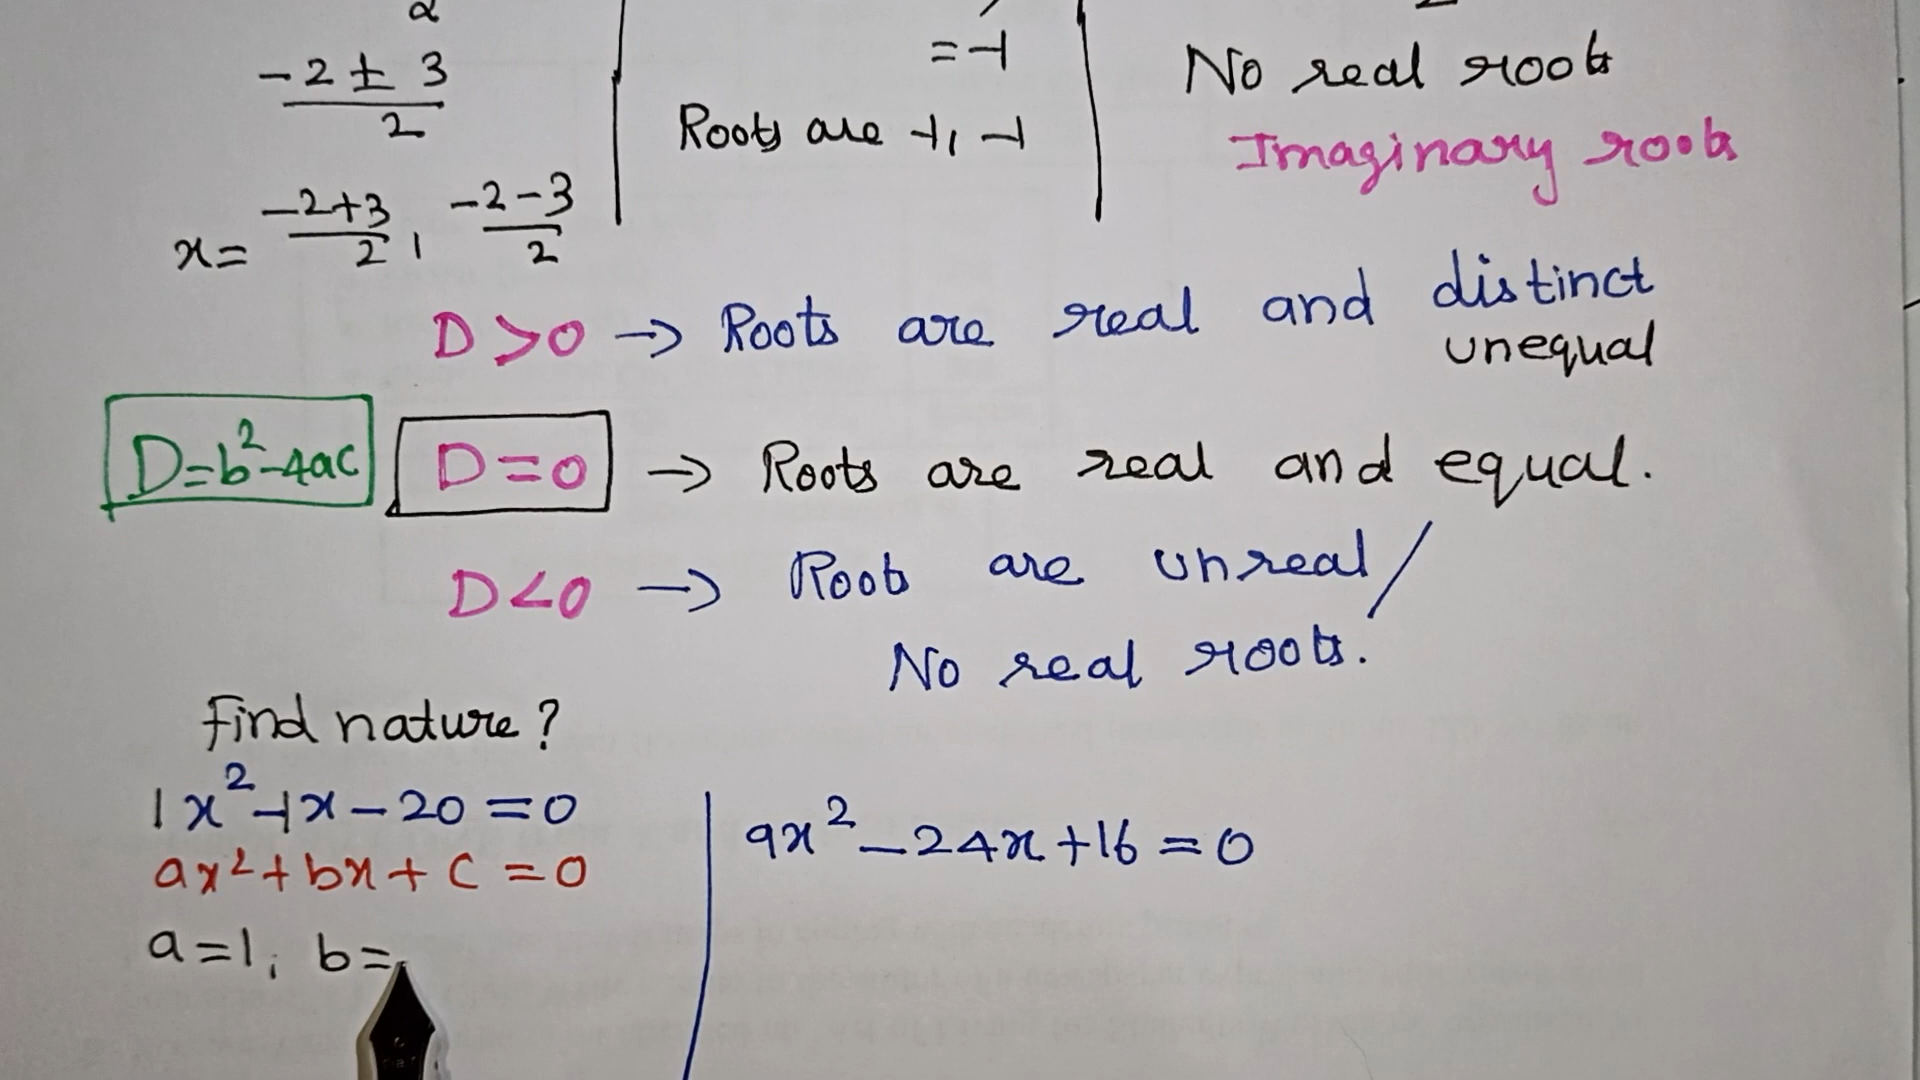 -2 ± 3
2
x = -2+3/2 , -2-3/2
= -1
Roots are -1, -1
No real roots
Imaginary roots
D > 0 → Roots are real and distinct
unequal
D = b² - 4ac
D = 0 → Roots are real and equal.
D < 0 → Roots are unreal /
No real roots.
Find nature?
1x² - 1x - 20 = 0
ax² + bx + c = 0
a = 1; b =
9x² - 24x + 16 = 0